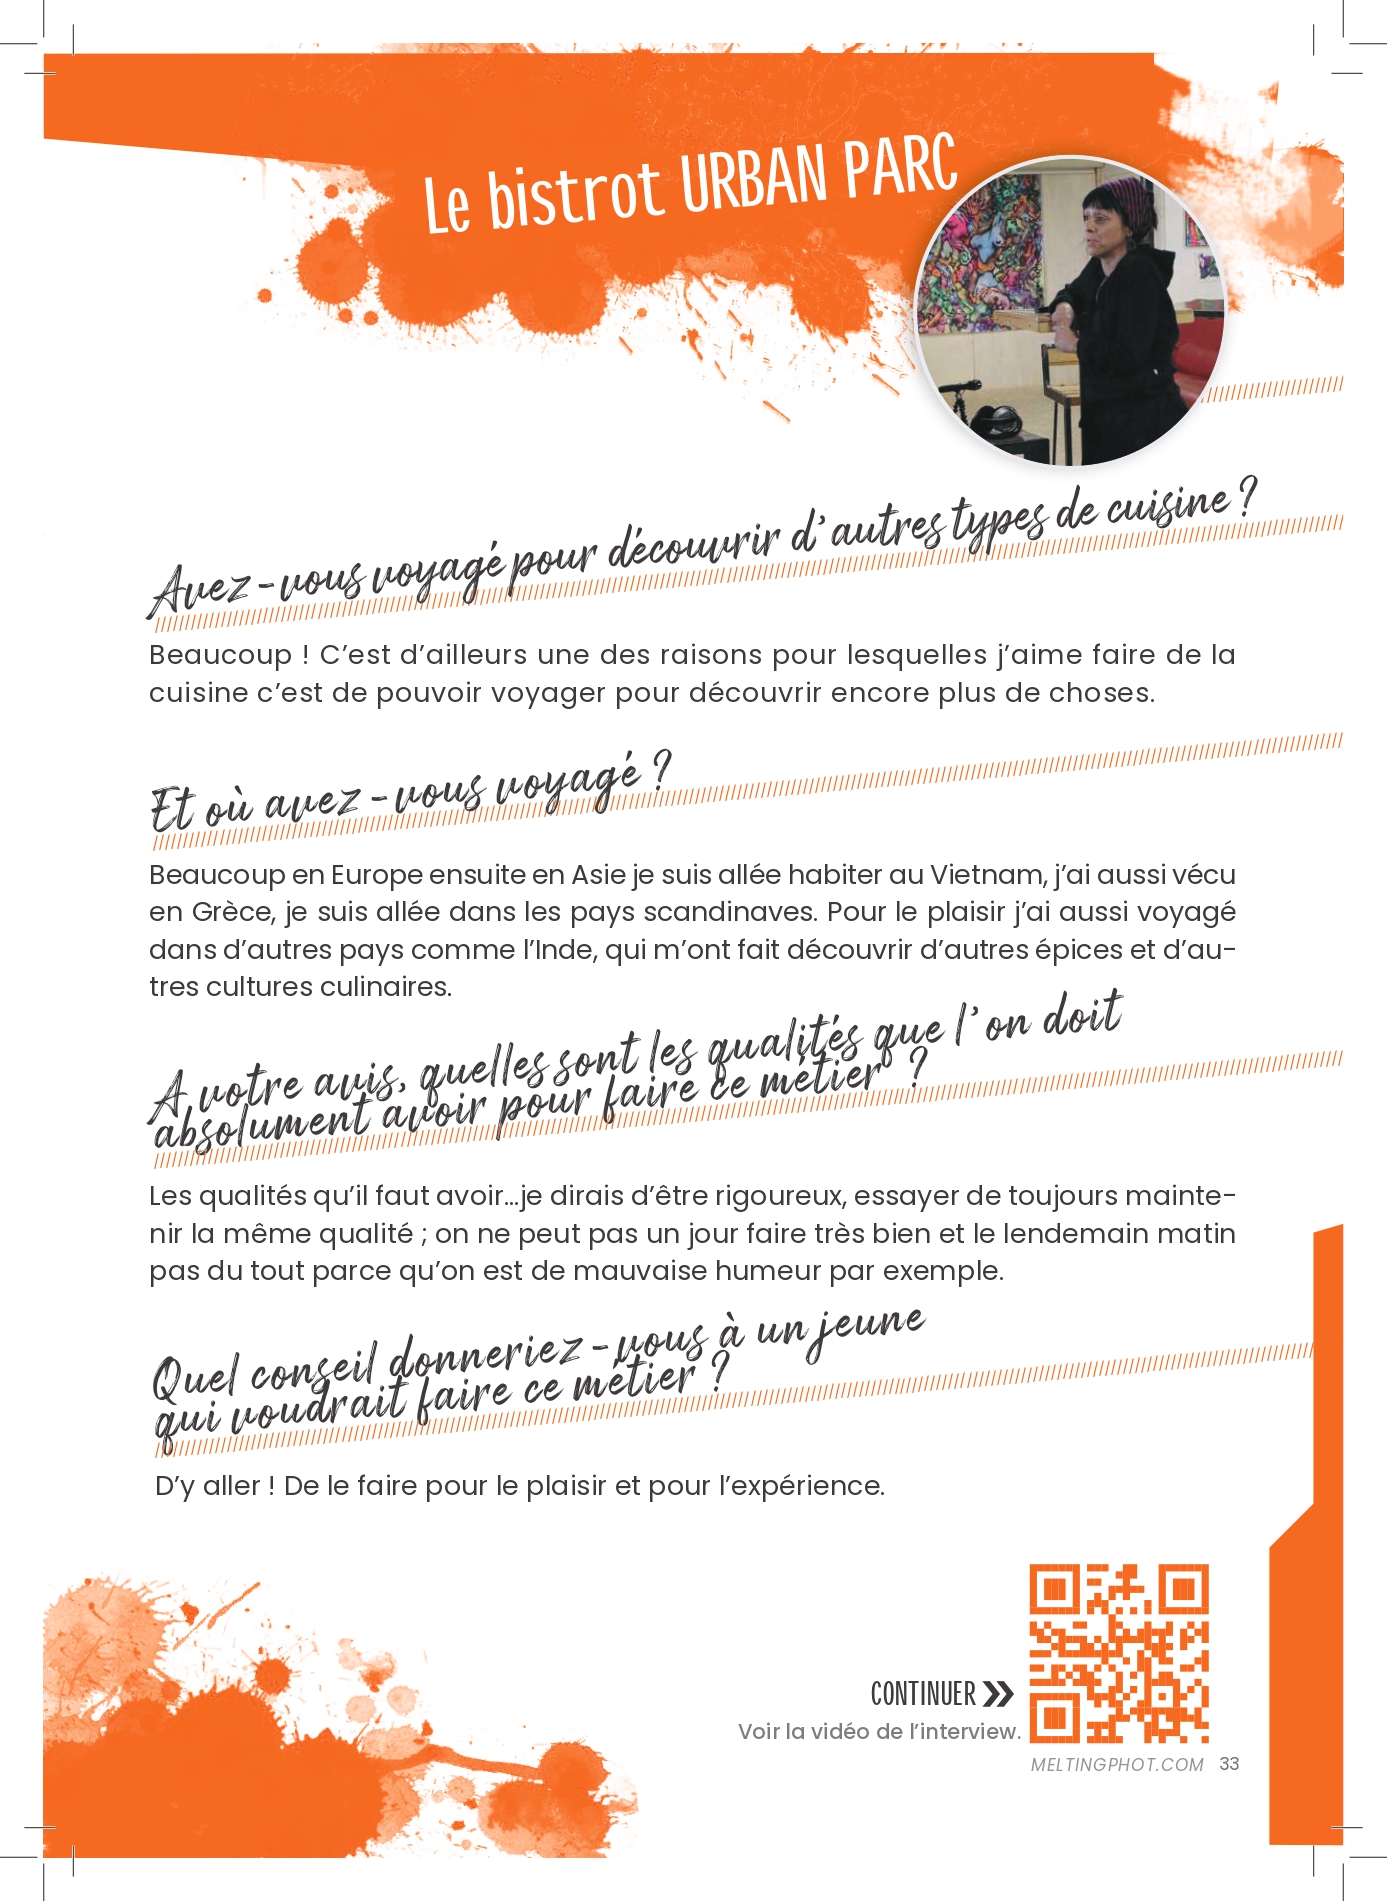 Le bistrot URBAN PARC
Avez-vous voyagé pour découvrir d'autres types de cuisine ?
Beaucoup ! C’est d’ailleurs une des raisons pour lesquelles j’aime faire de la
cuisine c’est de pouvoir voyager pour découvrir encore plus de choses.
Et où avez-vous voyagé ?
Beaucoup en Europe ensuite en Asie je suis allée habiter au Vietnam, j’ai aussi vécu
en Grèce, je suis allée dans les pays scandinaves. Pour le plaisir j’ai aussi voyagé
dans d’autres pays comme l’Inde, qui m’ont fait découvrir d’autres épices et d’au-
tres cultures culinaires.
A votre avis, quelles sont les qualités que l'on doit
absolument avoir pour faire ce métier ?
Les qualités qu’il faut avoir...je dirais d’être rigoureux, essayer de toujours mainte-
nir la même qualité ; on ne peut pas un jour faire très bien et le lendemain matin
pas du tout parce qu’on est de mauvaise humeur par exemple.
Quel conseil donneriez-vous à un jeune
qui voudrait faire ce métier ?
D’y aller ! De le faire pour le plaisir et pour l’expérience.
CONTINUER
Voir la vidéo de l’interview.
MELTINGPHOT.COM 33